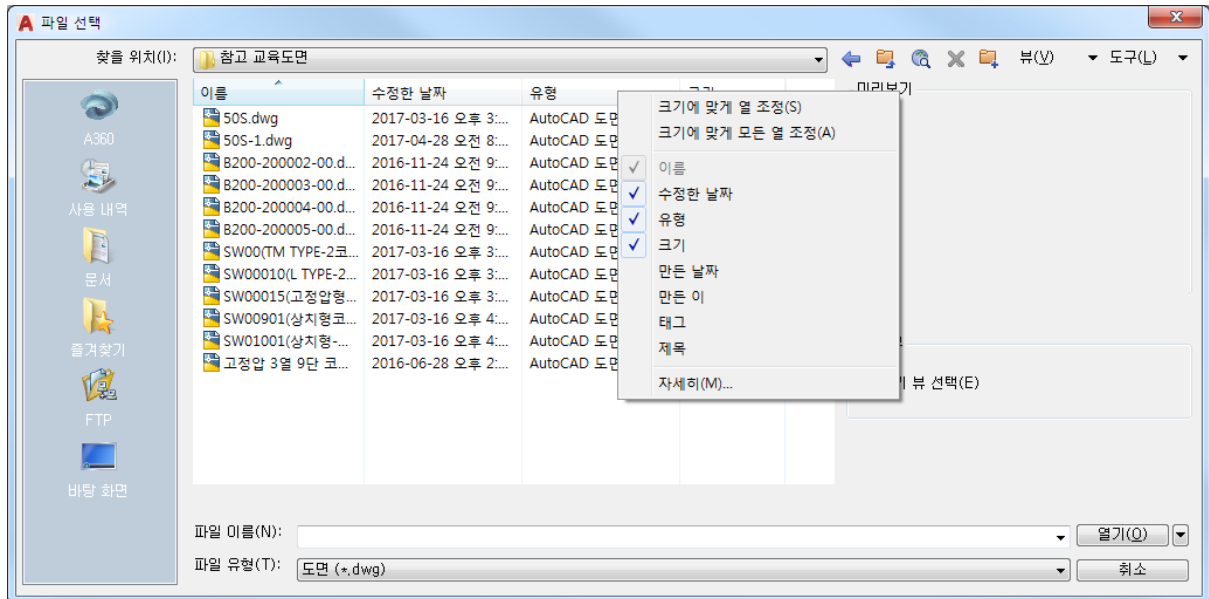 파일 선택
찾을 위치(I): 참고 교육도면 뷰(V) 도구(L)
A360
사용 내역
문서
즐겨찾기
FTP
바탕 화면
이름 수정한 날짜 유형
50S.dwg 2017-03-16 오후 3:... AutoCAD 도면
50S-1.dwg 2017-04-28 오전 8:... AutoCAD 도면
B200-200002-00.d... 2016-11-24 오전 9:... AutoCAD 도면
B200-200003-00.d... 2016-11-24 오전 9:... AutoCAD 도면
B200-200004-00.d... 2016-11-24 오전 9:... AutoCAD 도면
B200-200005-00.d... 2016-11-24 오전 9:... AutoCAD 도면
SW00(TM TYPE-2코... 2017-03-16 오후 3:... AutoCAD 도면
SW00010(L TYPE-2... 2017-03-16 오후 3:... AutoCAD 도면
SW00015(고정압형... 2017-03-16 오후 3:... AutoCAD 도면
SW00901(상치형코... 2017-03-16 오후 4:... AutoCAD 도면
SW01001(상치형-... 2017-03-16 오후 4:... AutoCAD 도면
고정압 3열 9단 코... 2016-06-28 오후 2:... AutoCAD 도면
크기에 맞게 열 조정(S)
크기에 맞게 모든 열 조정(A)
이름
수정한 날짜
유형
크기
만든 날짜
만든 이
태그
제목
자세히(M)...
미리보기
뷰 선택(E)
파일 이름(N): 열기(O)
파일 유형(T): 도면 (*.dwg) 취소